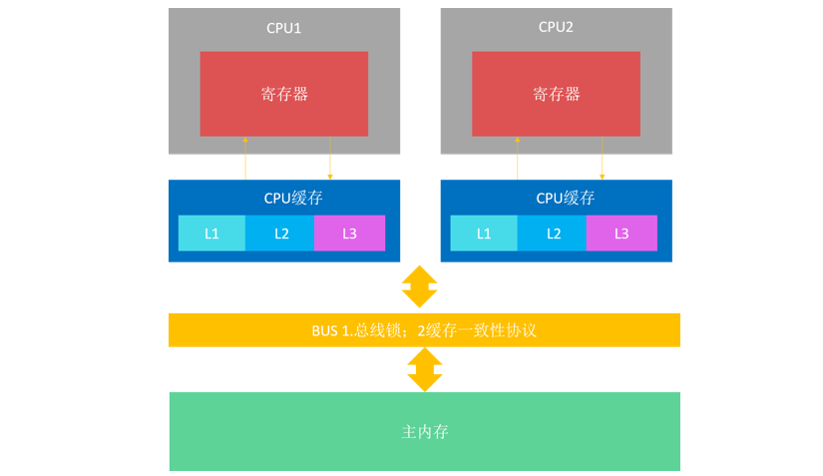 CPU1
CPU2
寄存器
寄存器
CPU缓存
CPU缓存
L1
L2
L3
L1
L2
L3
BUS 1.总线锁；2缓存一致性协议
主内存